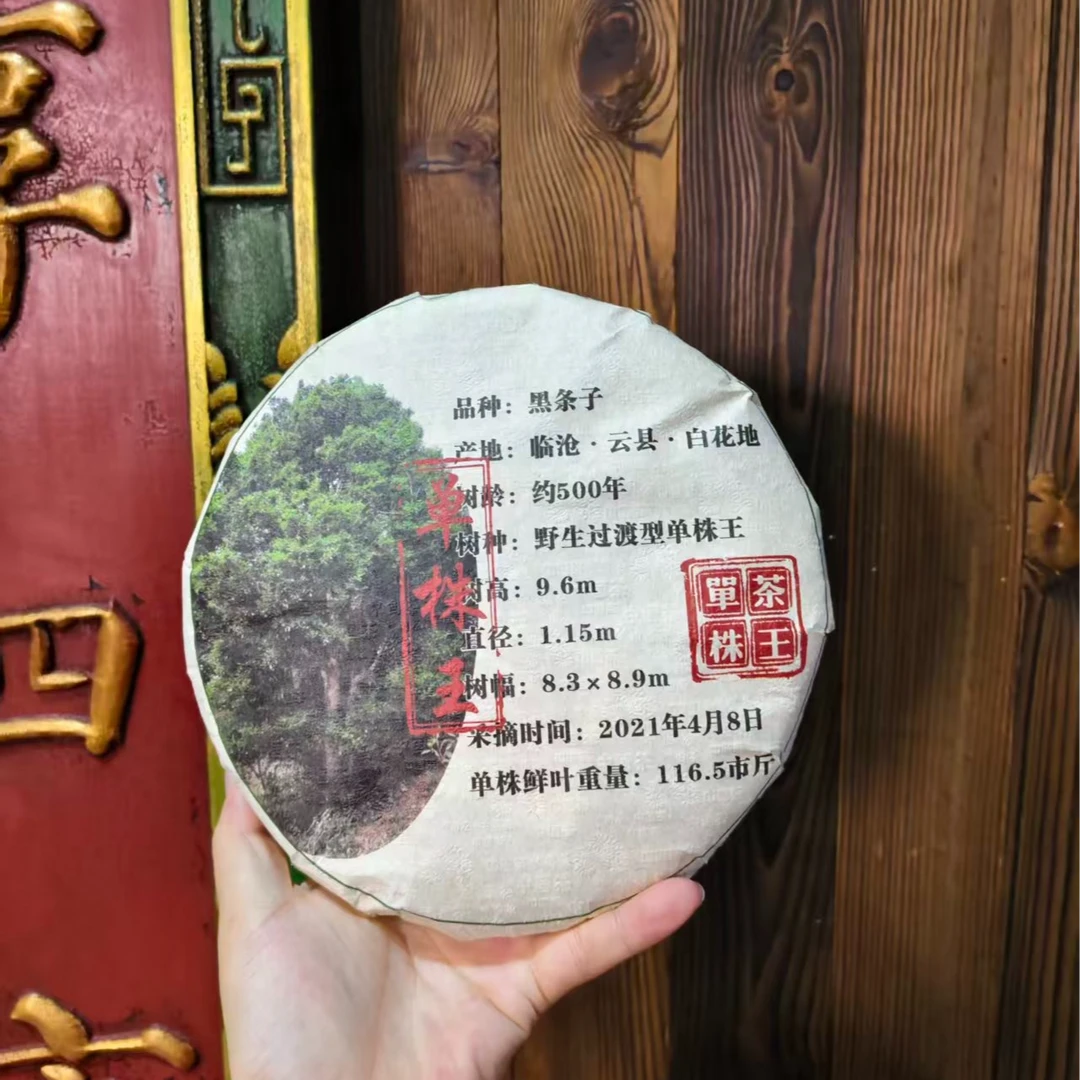 品种：黑条子
产地：临沧·云县·白花地
树龄：约500年
树种：野生过渡型单株王
树高：9.6m
直径：1.15m
树幅：8.3×8.9m
采摘时间：2021年4月8日
单株鲜叶重量：116.5市斤
单株王
單茶
株王
四